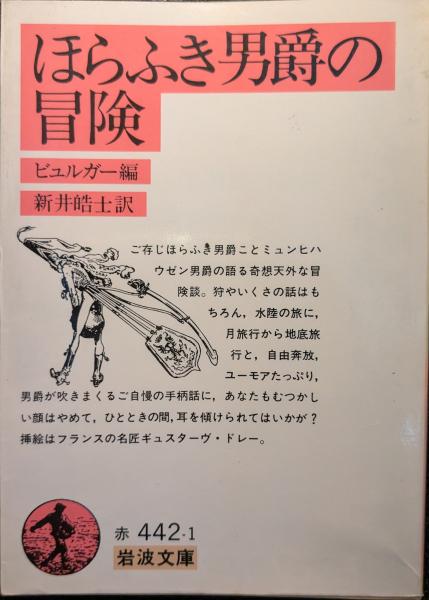 ほらふき男爵の
冒険
ビュルガー編
新井皓士訳
ご存じほらふき男爵ことミュンヒハ
ウゼン男爵の語る奇想天外な冒
険談。狩やいくさの話はも
ちろん，水陸の旅に，
月旅行から地底旅
行と，自由奔放，
ユーモアたっぷり，
男爵が吹きまくるご自慢の手柄話に，あなたもむつかし
い顔はやめて，ひとときの間，耳を傾けられてはいかが？
挿絵はフランスの名匠ギュスターヴ・ドレー。
赤 442-1
岩波文庫